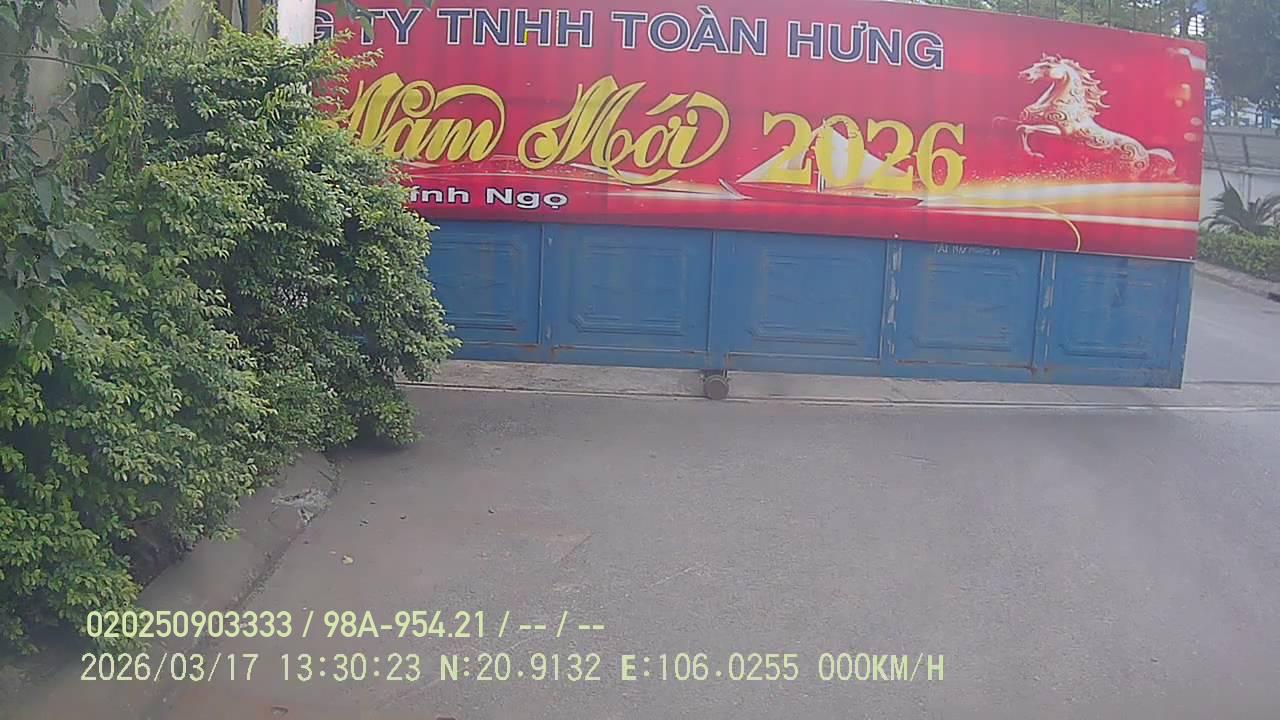 G TY TNHH TOÀN HƯNG
Năm Mới 2026
ính Ngọ
020250903333 / 98A-954.21 / -- / --
2026/03/17 13:30:23 N:20.9132 E:106.0255 000KM/H